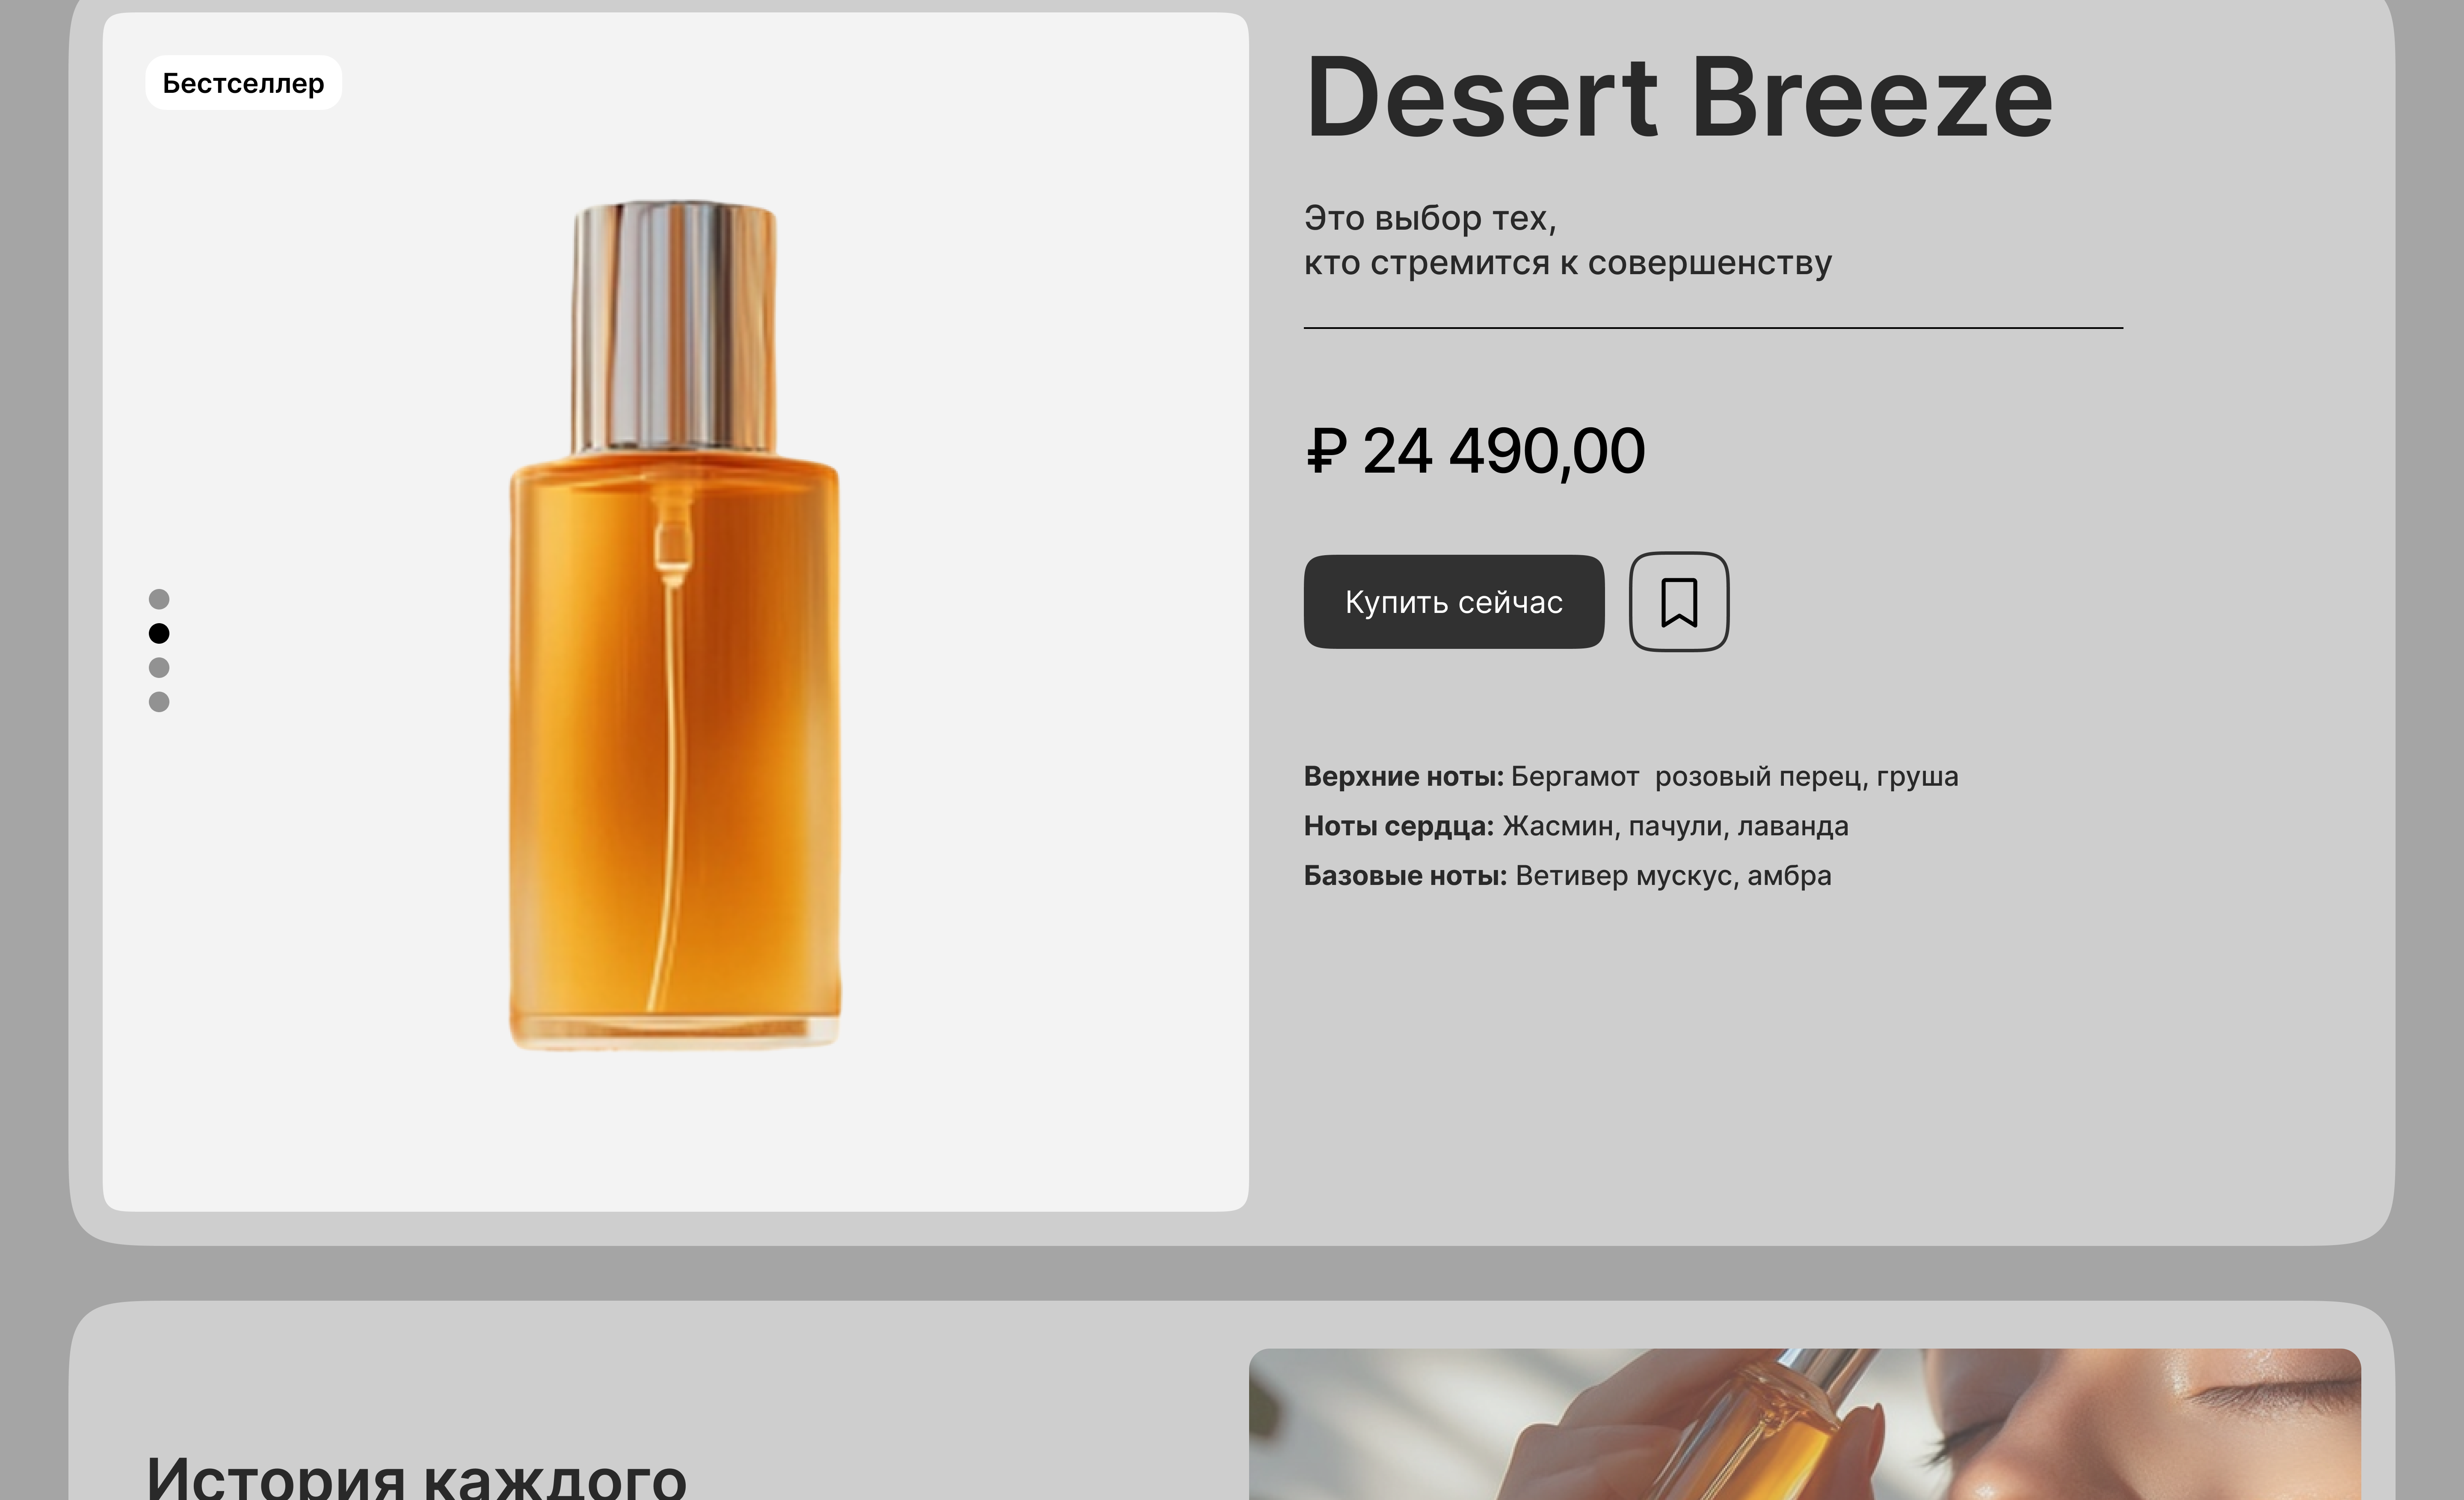 Бестселлер
Desert Breeze
Это выбор тех,
кто стремится к совершенству
₽ 24 490,00
Купить сейчас
Верхние ноты: Бергамот  розовый перец, груша
Ноты сердца: Жасмин, пачули, лаванда
Базовые ноты: Ветивер мускус, амбра
История каждого